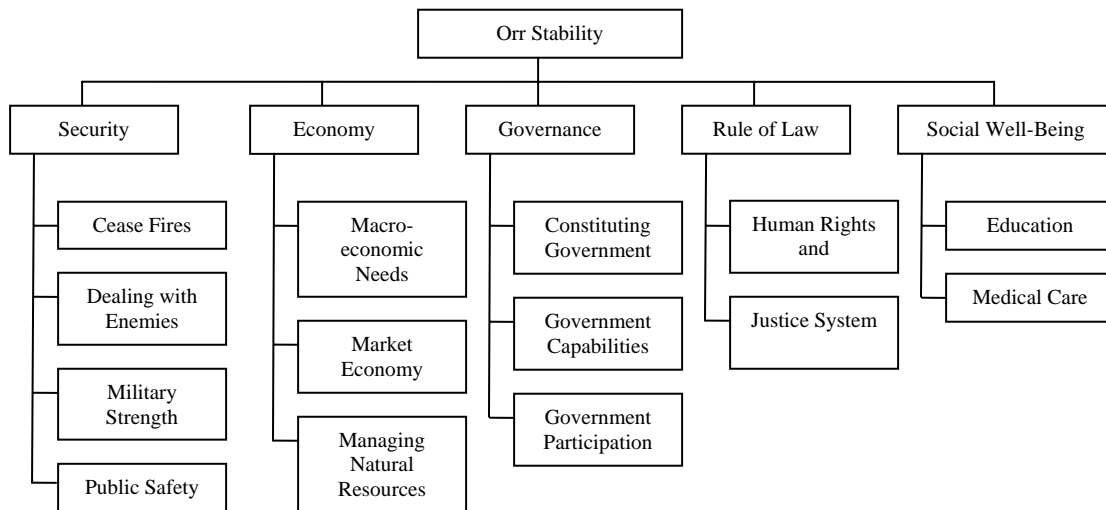 Orr Stability
Security
Economy
Governance
Rule of Law
Social Well-Being
Cease Fires
Dealing with
Enemies
Military
Strength
Public Safety
Macro-
economic
Needs
Market
Economy
Managing
Natural
Resources
Constituting
Government
Government
Capabilities
Government
Participation
Human Rights
and
Justice System
Education
Medical Care